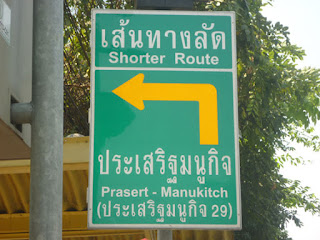 เส้นทางลัด
Shorter Route
ประเสริฐมนูกิจ
Prasert - Manukitch
(ประเสริฐมนูกิจ 29)